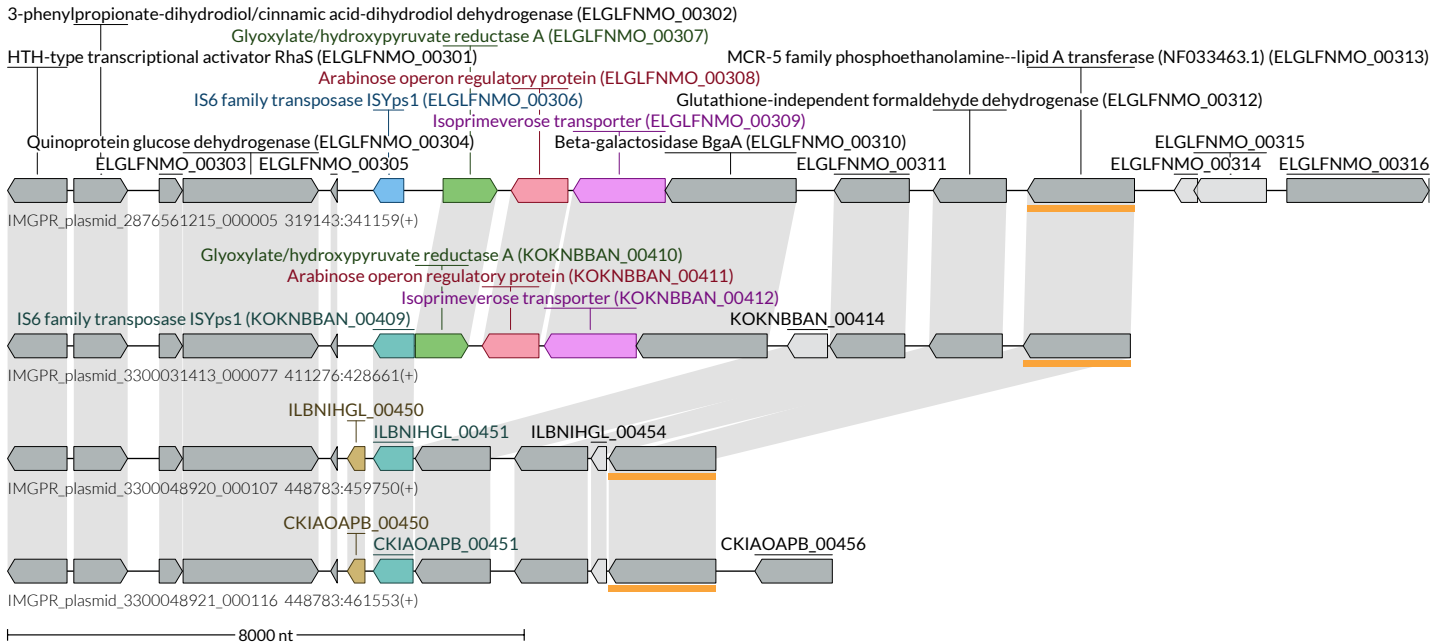 3-phenylpropionate-dihydrodiol/cinnamic acid-dihydrodiol dehydrogenase (ELGLFNMO_00302)
Glyoxylate/hydroxypyruvate reductase A (ELGLFNMO_00307)
HTH-type transcriptional activator RhaS (ELGLFNMO_00301)
MCR-5 family phosphoethanolamine--lipid A transferase (NF033463.1) (ELGLFNMO_00313)
Arabinose operon regulatory protein (ELGLFNMO_00308)
IS6 family transposase ISYps1 (ELGLFNMO_00306)
Glutathione-independent formaldehyde dehydrogenase (ELGLFNMO_00312)
Isoprimeverose transporter (ELGLFNMO_00309)
Quinoprotein glucose dehydrogenase (ELGLFNMO_00304)
Beta-galactosidase BgaA (ELGLFNMO_00310)
ELGLFNMO_00315
ELGLFNMO_00303
ELGLFNMO_00305
ELGLFNMO_00311
ELGLFNMO_00314
ELGLFNMO_00316
IMGPR_plasmid_2876561215_000005 319143:341159(+)
Glyoxylate/hydroxypyruvate reductase A (KOKNBBAN_00410)
Arabinose operon regulatory protein (KOKNBBAN_00411)
Isoprimeverose transporter (KOKNBBAN_00412)
IS6 family transposase ISYps1 (KOKNBBAN_00409)
KOKNBBAN_00414
IMGPR_plasmid_3300031413_000077 411276:428661(+)
ILBNIHGL_00450
ILBNIHGL_00451
ILBNIHGL_00454
IMGPR_plasmid_3300048920_000107 448783:459750(+)
CKIAOAPB_00450
CKIAOAPB_00451
CKIAOAPB_00456
IMGPR_plasmid_3300048921_000116 448783:461553(+)
8000 nt